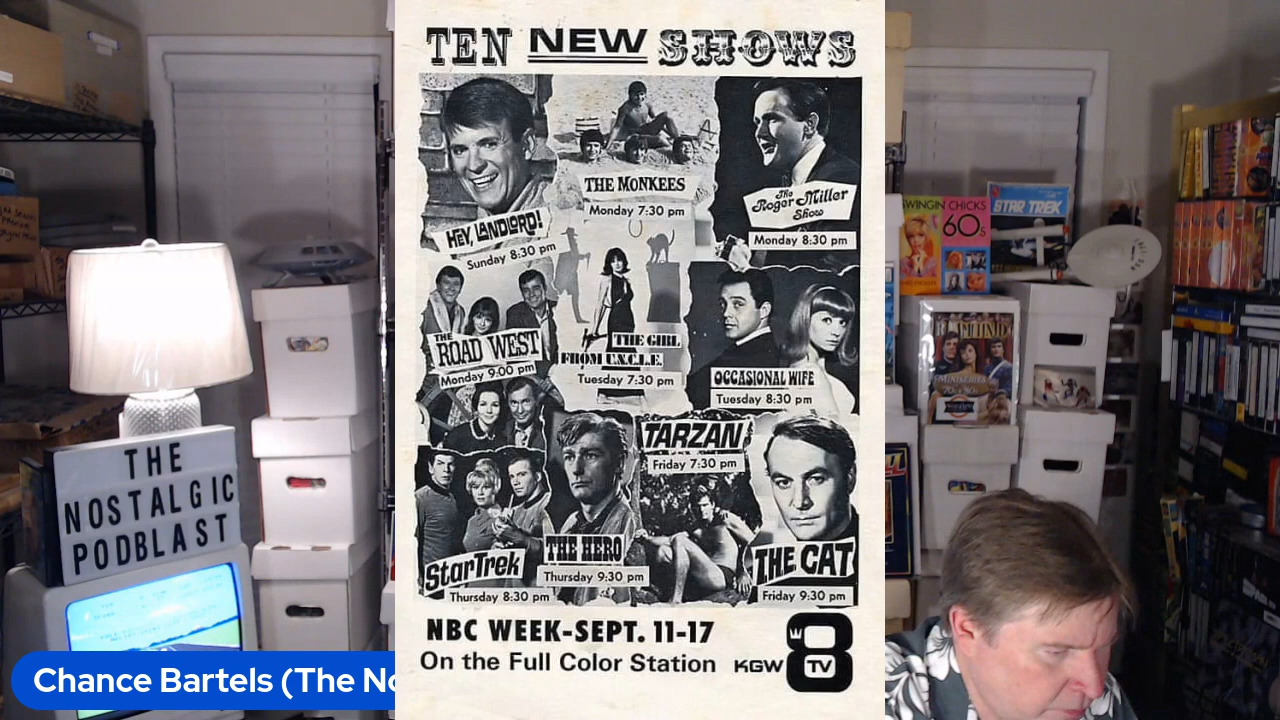 TEN NEW SHOWS
HEY, LANDLORD!
Sunday 8:30 pm
THE MONKEES
Monday 7:30 pm
The
Roger Miller
Show
Monday 8:30 pm
THE
ROAD WEST
Monday 9:00 pm
THE GIRL
FROM U.N.C.L.E.
Tuesday 7:30 pm
OCCASIONAL WIFE
Tuesday 8:30 pm
Star Trek
Thursday 8:30 pm
THE HERO
Thursday 9:30 pm
TARZAN
Friday 7:30 pm
THE CAT
Friday 9:30 pm
NBC WEEK-SEPT. 11-17
On the Full Color Station KGW TV 8
THE
NOSTALGIC
PODBLAST
Chance Bartels (The No
SWINGIN CHICKS
60s
STAR TREK